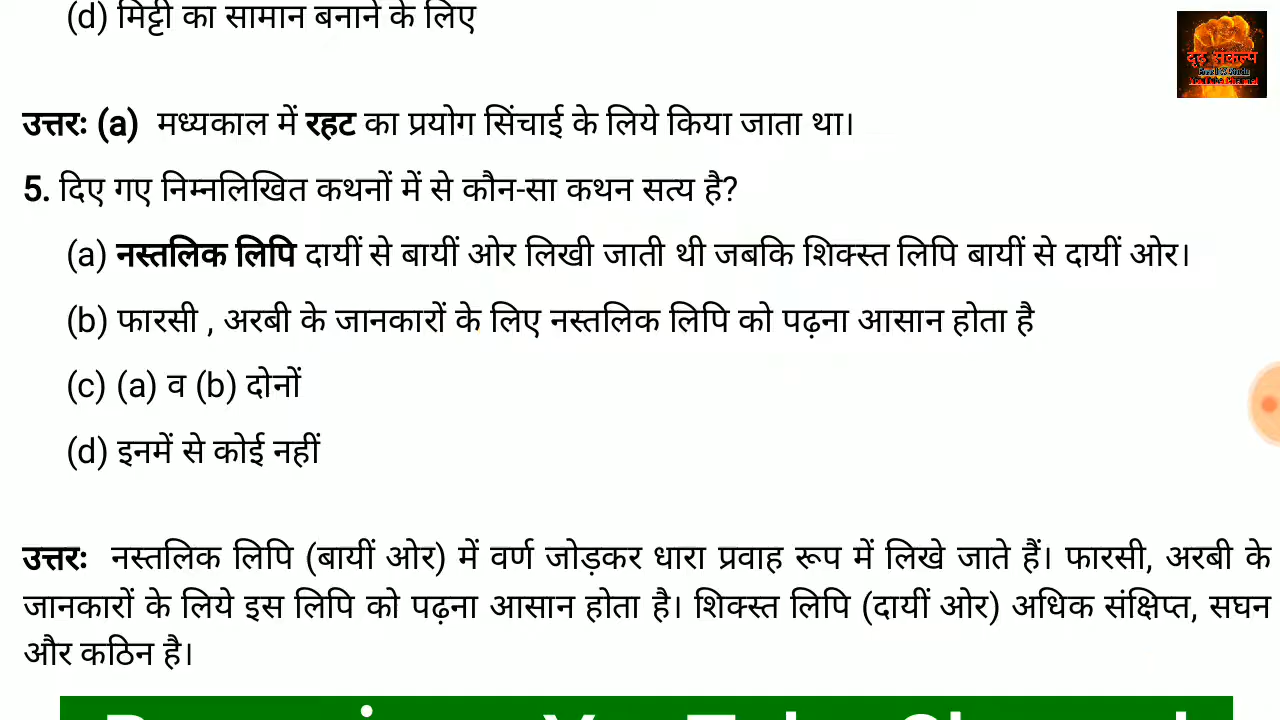 (d) मिट्टी का सामान बनाने के लिए
दृढ़ संकल्प
उत्तरः (a) मध्यकाल में रहट का प्रयोग सिंचाई के लिये किया जाता था।
5. दिए गए निम्नलिखित कथनों में से कौन-सा कथन सत्य है?
(a) नस्तलिक लिपि दायीं से बायीं ओर लिखी जाती थी जबकि शिक्स्त लिपि बायीं से दायीं ओर।
(b) फारसी , अरबी के जानकारों के लिए नस्तलिक लिपि को पढ़ना आसान होता है
(c) (a) व (b) दोनों
(d) इनमें से कोई नहीं
उत्तरः नस्तलिक लिपि (बायीं ओर) में वर्ण जोड़कर धारा प्रवाह रूप में लिखे जाते हैं। फारसी, अरबी के
जानकारों के लिये इस लिपि को पढ़ना आसान होता है। शिक्स्त लिपि (दायीं ओर) अधिक संक्षिप्त, सघन
और कठिन है।